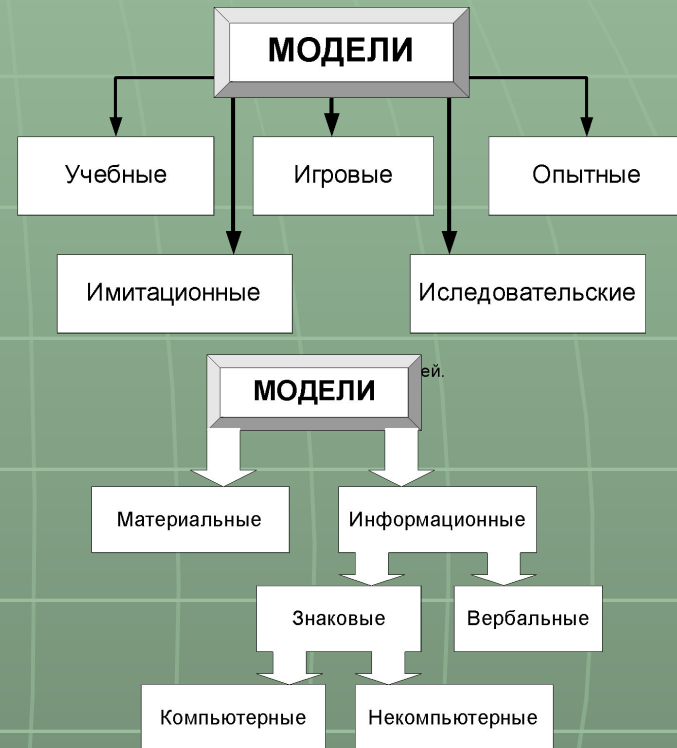 МОДЕЛИ
Учебные
Игровые
Опытные
Имитационные
Иследовательские
ей.
МОДЕЛИ
Материальные
Информационные
Знаковые
Вербальные
Компьютерные
Некомпьютерные